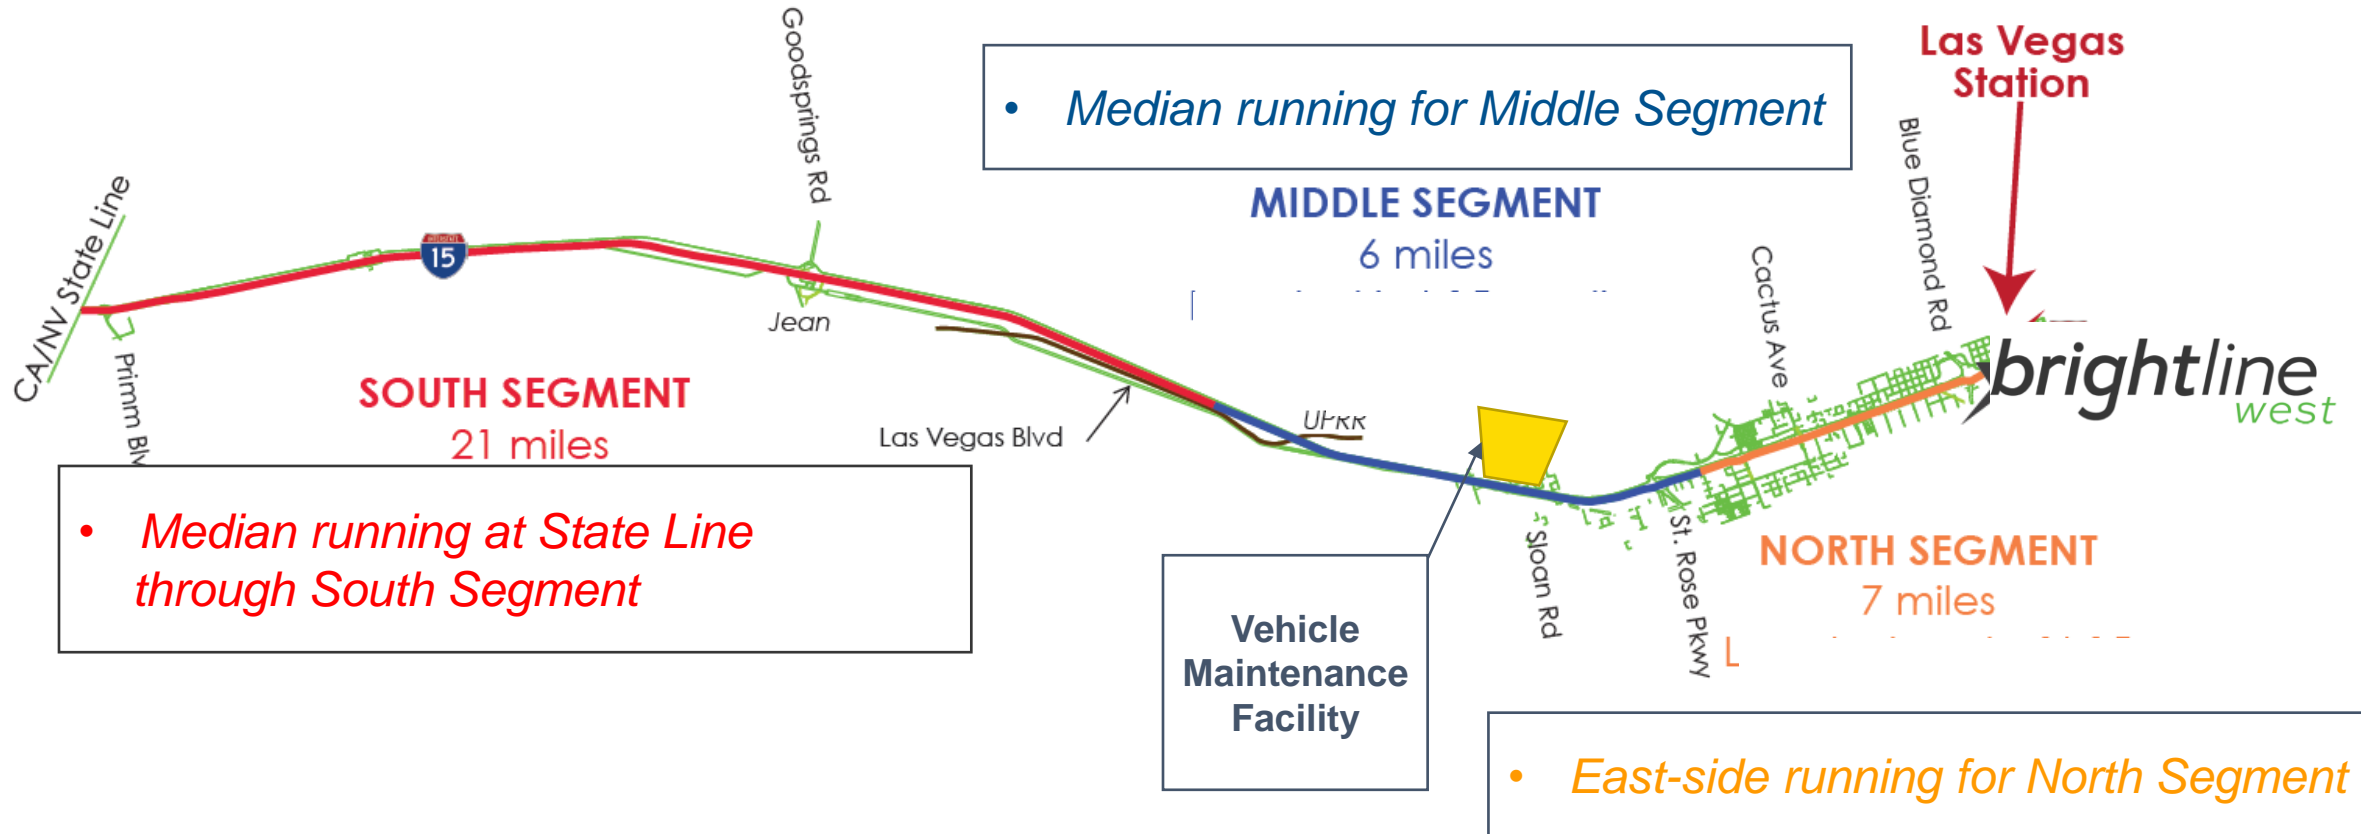 Las Vegas
Station
Goodsprings Rd
• Median running for Middle Segment
Blue Diamond Rd
CA/NV State Line
MIDDLE SEGMENT
6 miles
15
Cactus Ave
Jean
Primm
SOUTH SEGMENT
21 miles
Las Vegas Blvd
UPRR
brightline
west
• Median running at State Line
through South Segment
Sloan Rd
St. Rose Pkwy
NORTH SEGMENT
7 miles
Vehicle
Maintenance
Facility
• East-side running for North Segment